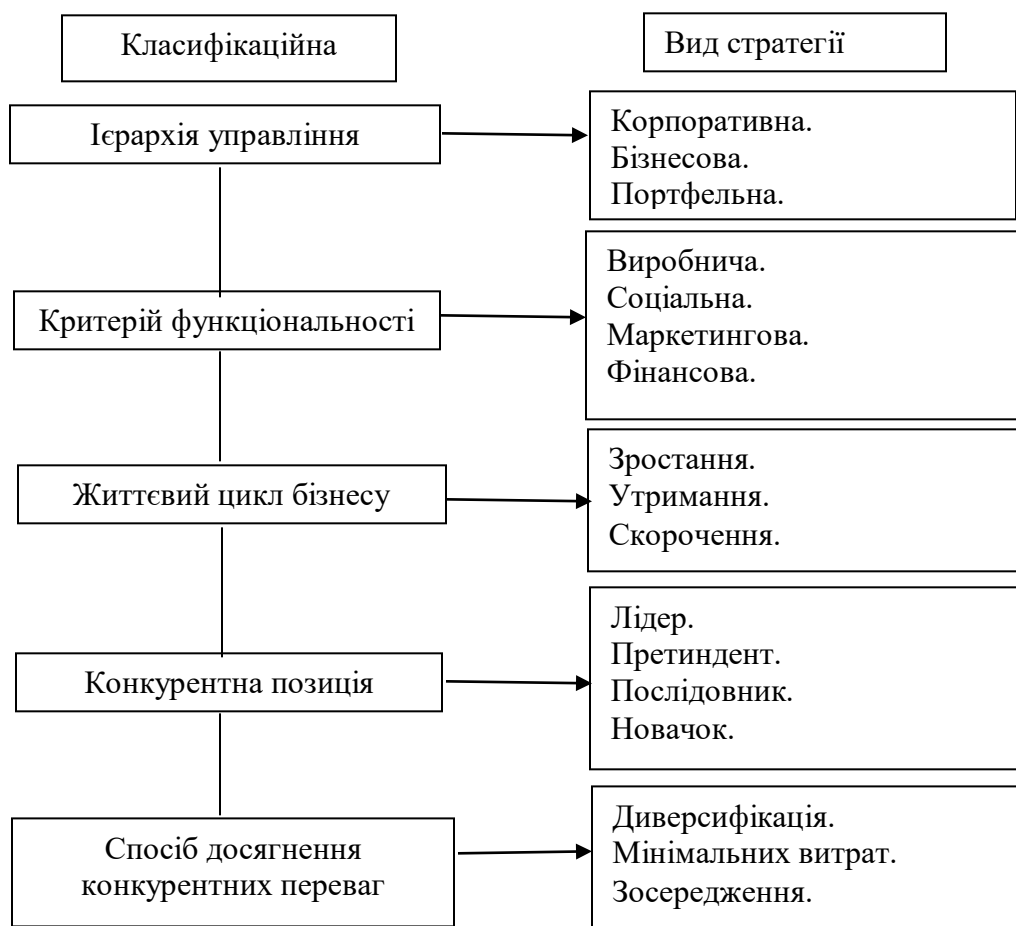 Класифікаційна
Вид стратегії
Ієрархія управління
Корпоративна.
Бізнесова.
Портфельна.
Критерій функціональності
Виробнича.
Соціальна.
Маркетингова.
Фінансова.
Життєвий цикл бізнесу
Зростання.
Утримання.
Скорочення.
Конкурентна позиція
Лідер.
Претиндент.
Послідовник.
Новачок.
Спосіб досягнення
конкурентних переваг
Диверсифікація.
Мінімальних витрат.
Зосередження.